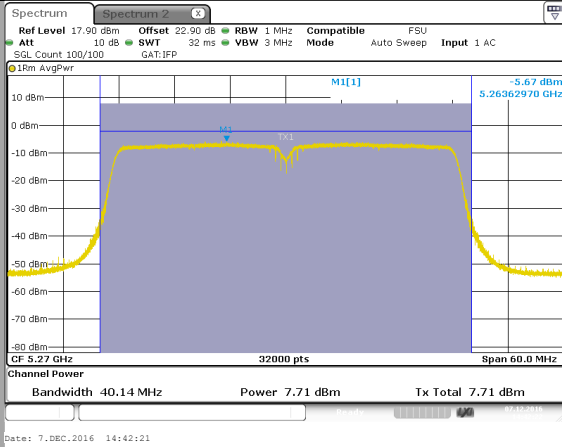 Spectrum
Spectrum 2 X
Ref Level 17.90 dBm Offset 22.90 dB RBW 1 MHz Compatible FSU
Att 10 dB SWT 32 ms VBW 3 MHz Mode Auto Sweep Input 1 AC
SGL Count 100/100 GAT:IFP
1Rm AvgPwr
M1[1] -5.67 dBm
5.26362970 GHz
10 dBm
0 dBm
M1
TX1
-10 dBm
-20 dBm
-30 dBm
-40 dBm
-50 dBm
-60 dBm
-70 dBm
-80 dBm
CF 5.27 GHz 32000 pts Span 60.0 MHz
Channel Power
Bandwidth 40.14 MHz Power 7.71 dBm Tx Total 7.71 dBm
Ready 07.12.2016
Date: 7.DEC.2016 14:42:21